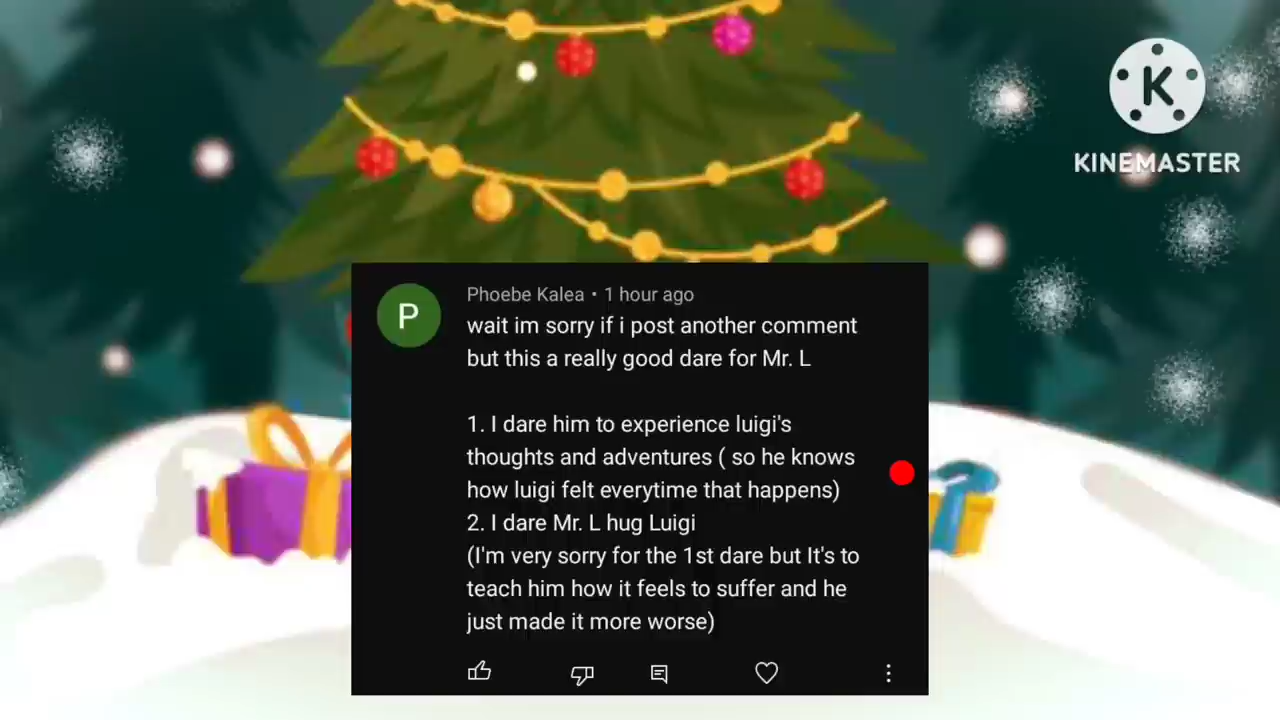 K
KINEMASTER
P
Phoebe Kalea • 1 hour ago
wait im sorry if i post another comment
but this a really good dare for Mr. L
1. I dare him to experience luigi's
thoughts and adventures ( so he knows
how luigi felt everytime that happens)
2. I dare Mr. L hug Luigi
(I'm very sorry for the 1st dare but It's to
teach him how it feels to suffer and he
just made it more worse)